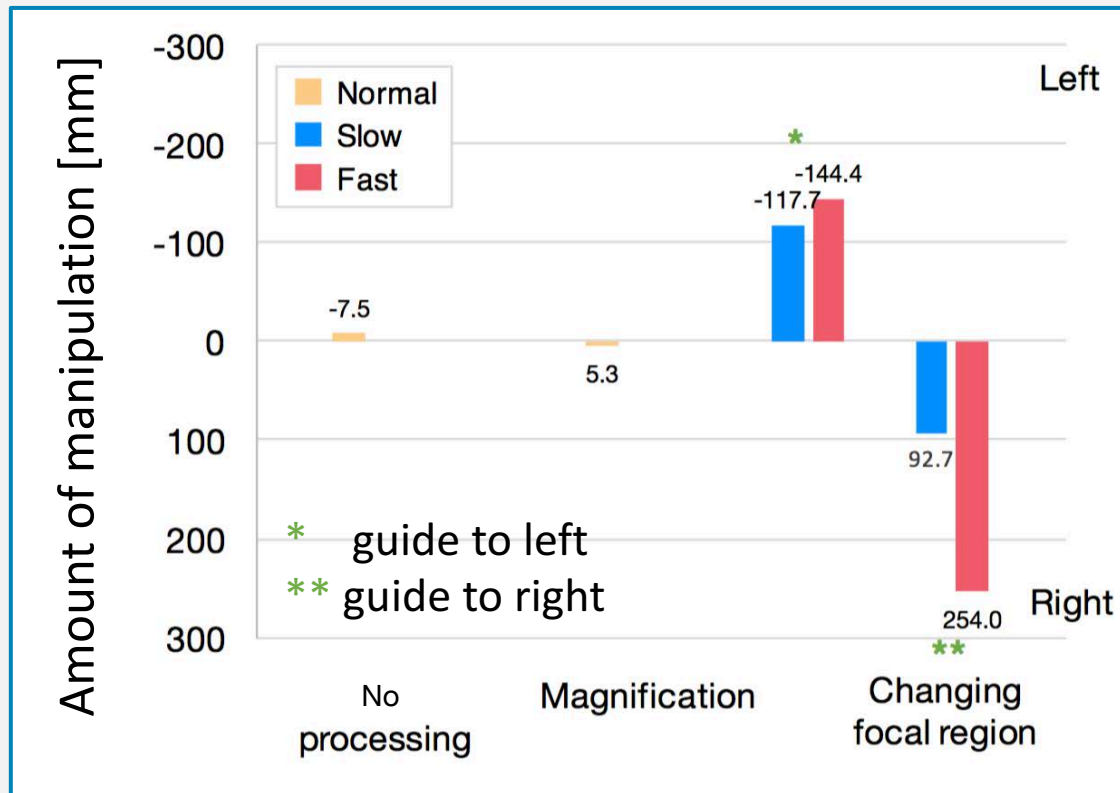 Amount of manipulation [mm]
-300
-200
-100
0
100
200
300
Normal
Slow
Fast
Left
Right
-7.5
5.3
*
-117.7
-144.4
92.7
254.0
**
* guide to left
** guide to right
No
processing
Magnification
Changing
focal region